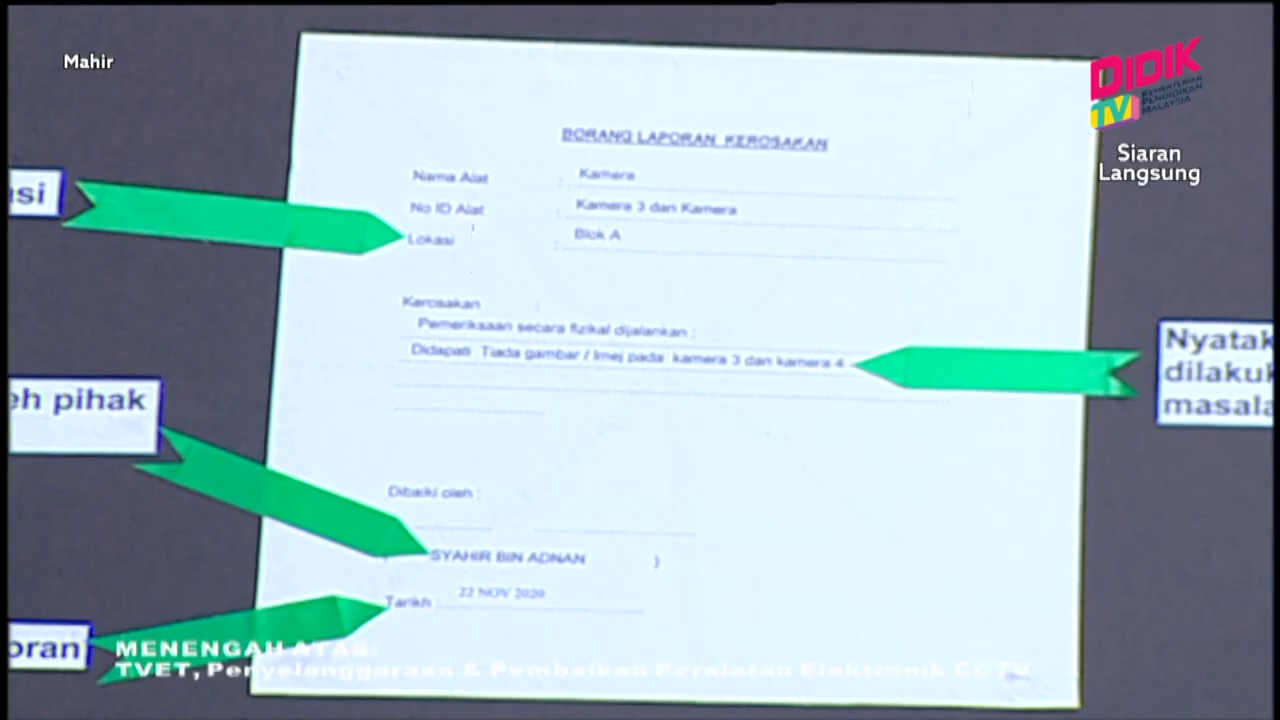 Mahir
DIDIK
TV
KEMENTERIAN
PENDIDIKAN
MALAYSIA
Siaran
Langsung
BORANG LAPORAN KEROSAKAN
Nama Alat : Kamera
No ID Alat : Kamera 3 dan Kamera
Lokasi : Blok A
Kerosakan :
Pemeriksaan secara fizikal dijalankan :
Didapati Tiada gambar / Imej pada kamera 3 dan kamera 4
Nyatak
dilakuk
masala
si
eh pihak
Dibaiki oleh :
SYAHIR BIN ADNAN )
Tarikh : 22 NOV 2020
oran
MENENGAH ATAS:
TVET, Penyelenggaraan & Pembaikan Peralatan Elektronik CCTV